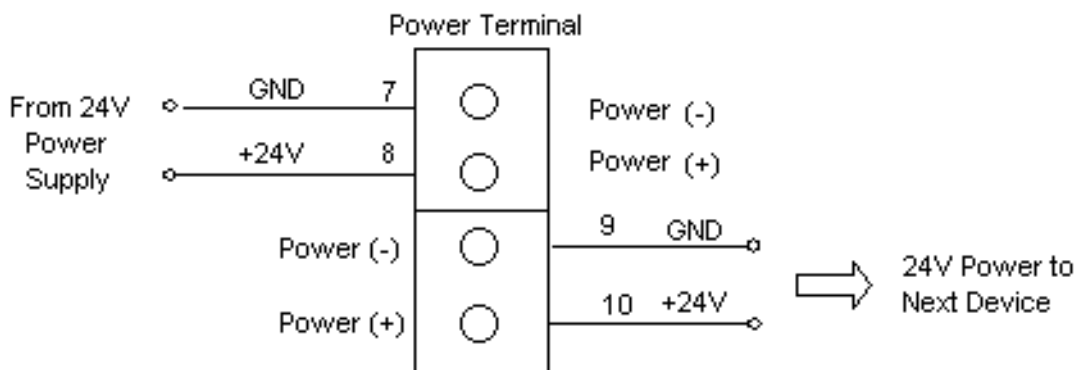 Power Terminal
From 24V
Power
Supply
GND 7
+24V 8
Power (-)
Power (+)
Power (-)
Power (+)
9 GND
10 +24V
24V Power to
Next Device